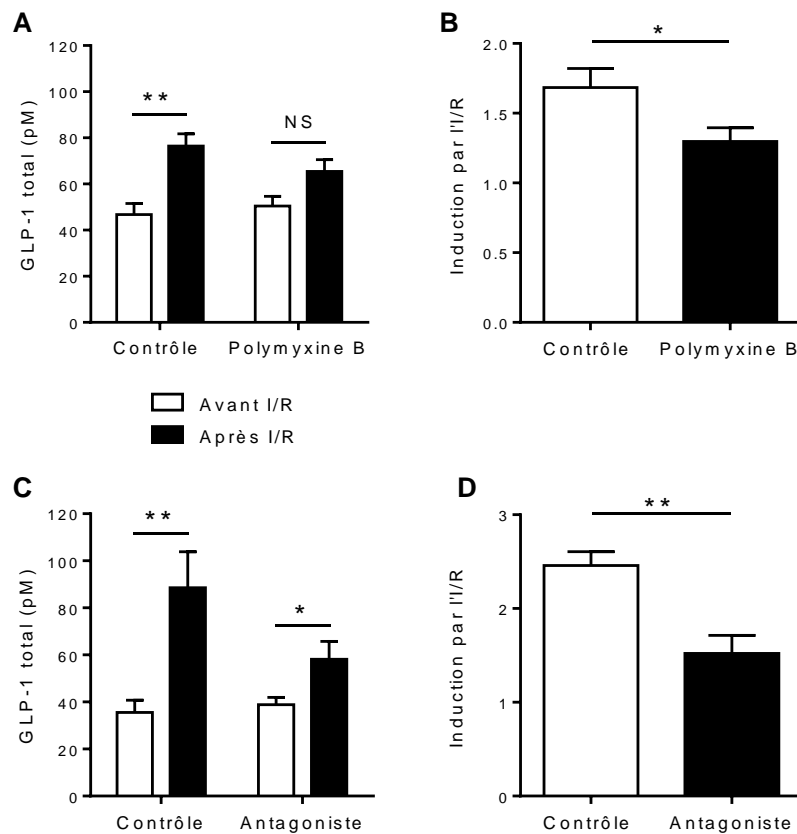 A
GLP-1 total (pM)
120
100
80
60
40
20
0
**
NS
Contrôle
Polymyxine B
B
Induction par l'I/R
2.0
1.5
1.0
0.5
0.0
*
Contrôle
Polymyxine B
Avant I/R
Après I/R
C
GLP-1 total (pM)
120
100
80
60
40
20
0
**
*
Contrôle
Antagoniste
D
Induction par l'I/R
3
2
1
0
**
Contrôle
Antagoniste